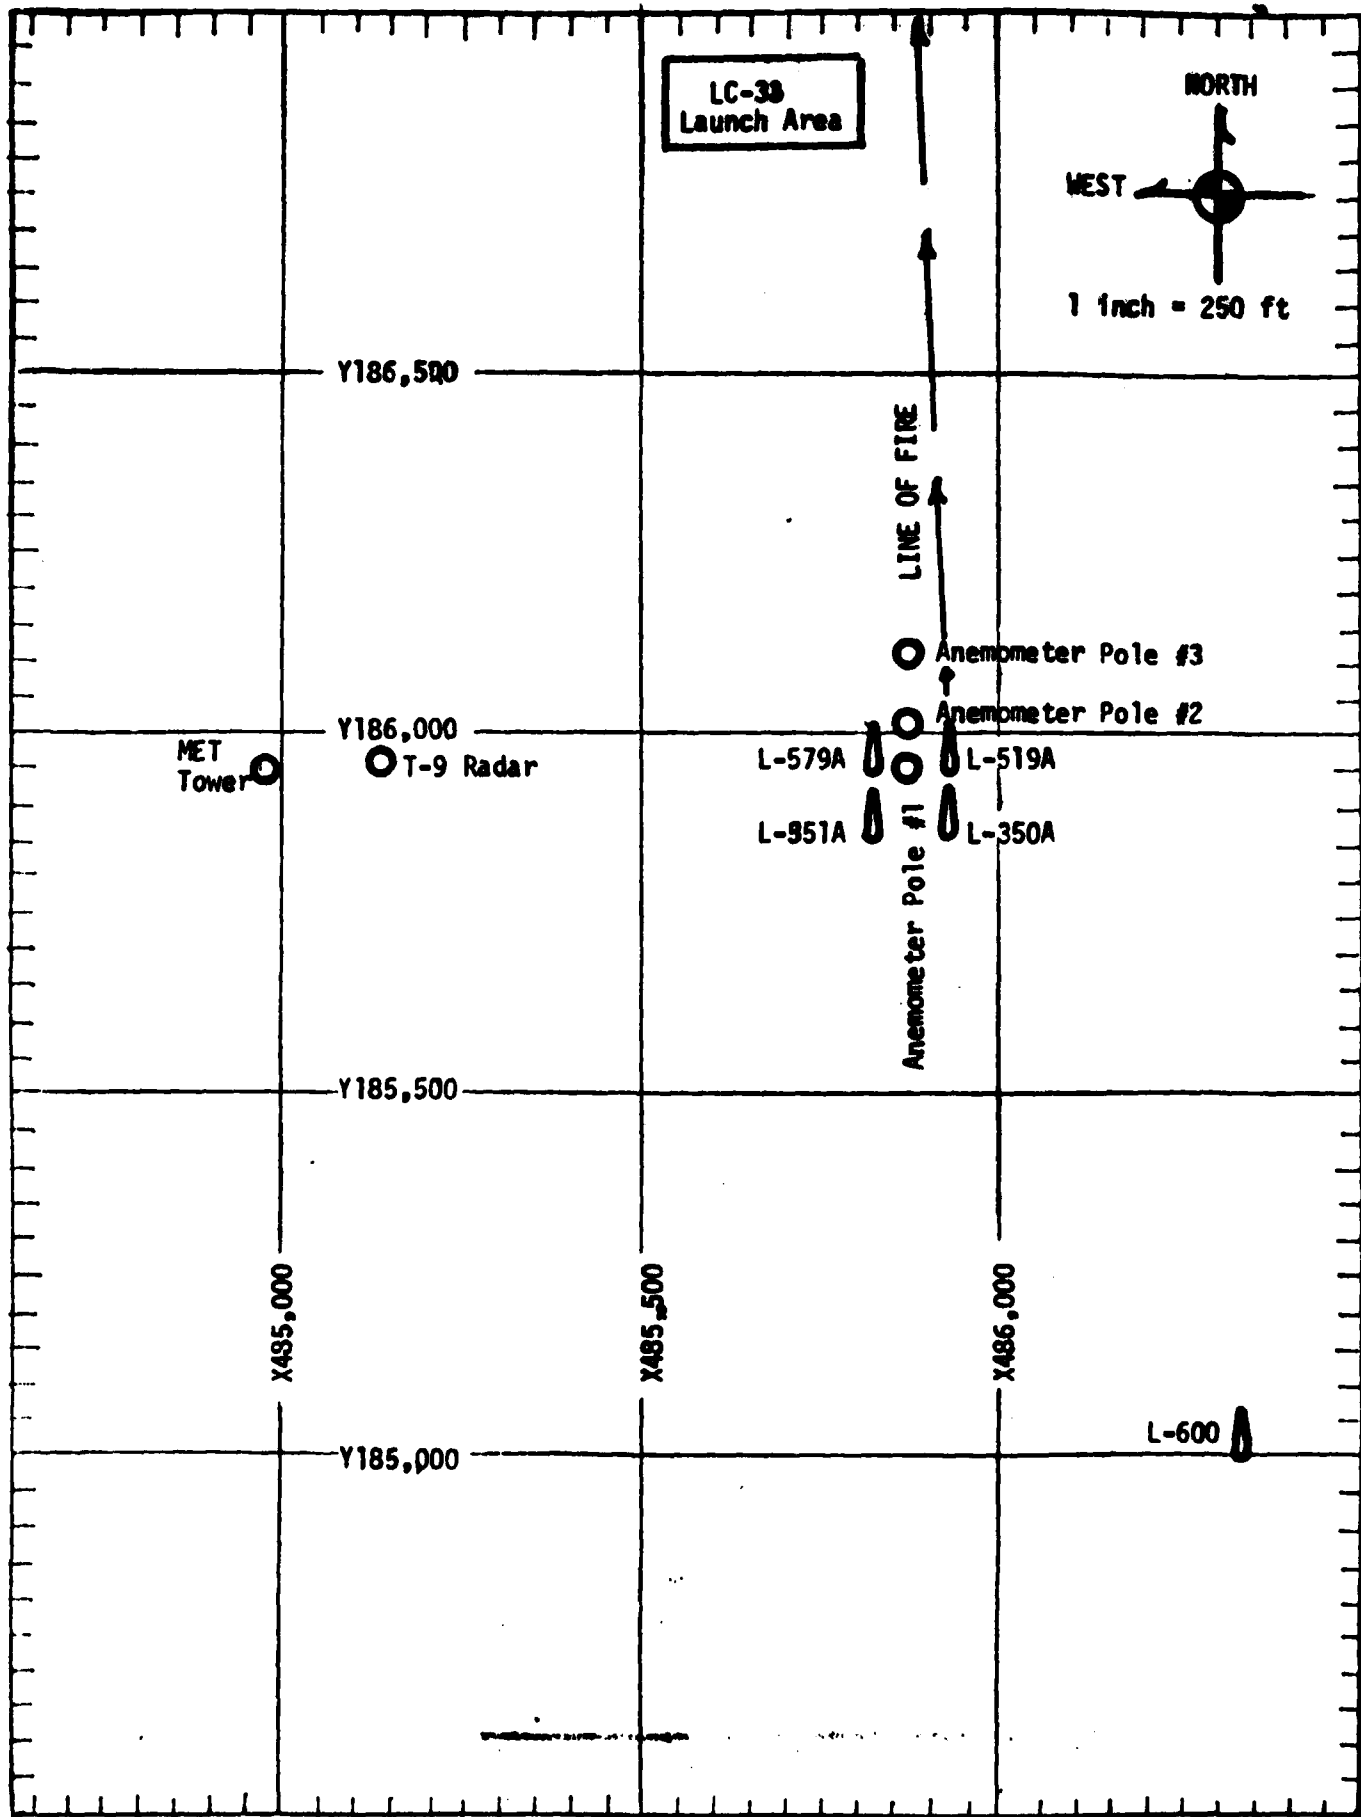 LC-33
Launch Area
NORTH
WEST
1 inch = 250 ft
Y186,500
LINE OF FIRE
Anemometer Pole #3
Anemometer Pole #2
Y186,000
MET
Tower
T-9 Radar
L-579A
L-519A
L-351A
L-350A
Anemometer Pole #1
Y185,500
X485,000
X485,500
X486,000
L-600
Y185,000